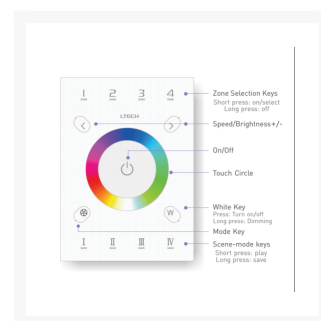 1 2 3 4
Zone Selection Keys
Short press: on/select
Long press: off
LTECH
Speed/Brightness+/-
On/Off
Touch Circle
W
White Key
Press: Turn on/off
Long press: Dimming
Mode Key
I II III IV
Scene-mode keys
Short press: play
Long press: save